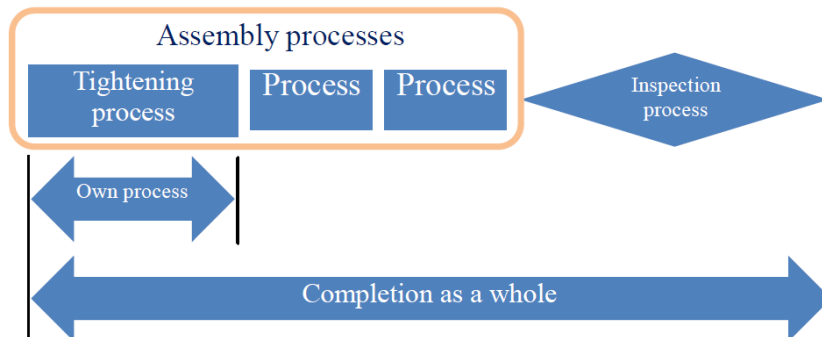 Assembly processes
Tightening
process
Process
Process
Inspection
process
Own process
Completion as a whole